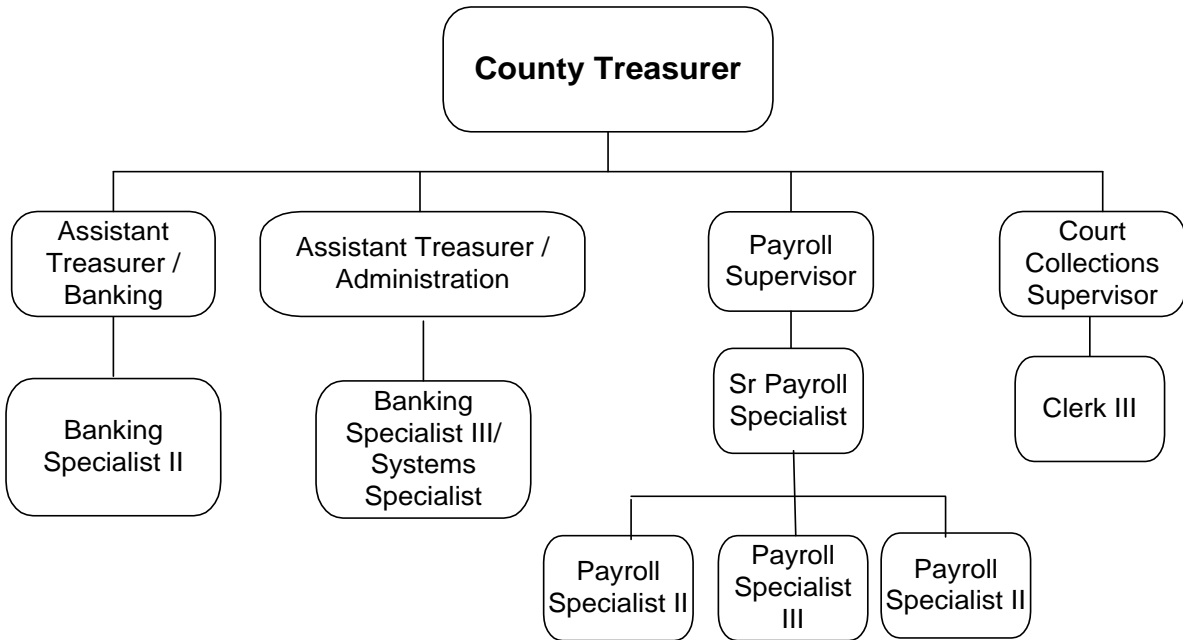 County Treasurer
Assistant
Treasurer /
Banking
Assistant Treasurer /
Administration
Payroll
Supervisor
Court
Collections
Supervisor
Banking
Specialist II
Banking
Specialist III/
Systems
Specialist
Sr Payroll
Specialist
Clerk III
Payroll
Specialist II
Payroll
Specialist
III
Payroll
Specialist II